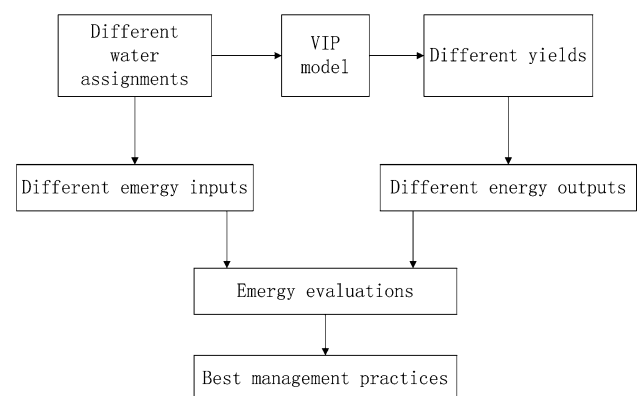 Different
water
assignments
VIP
model
Different yields
Different emergy inputs
Different energy outputs
Emergy evaluations
Best management practices